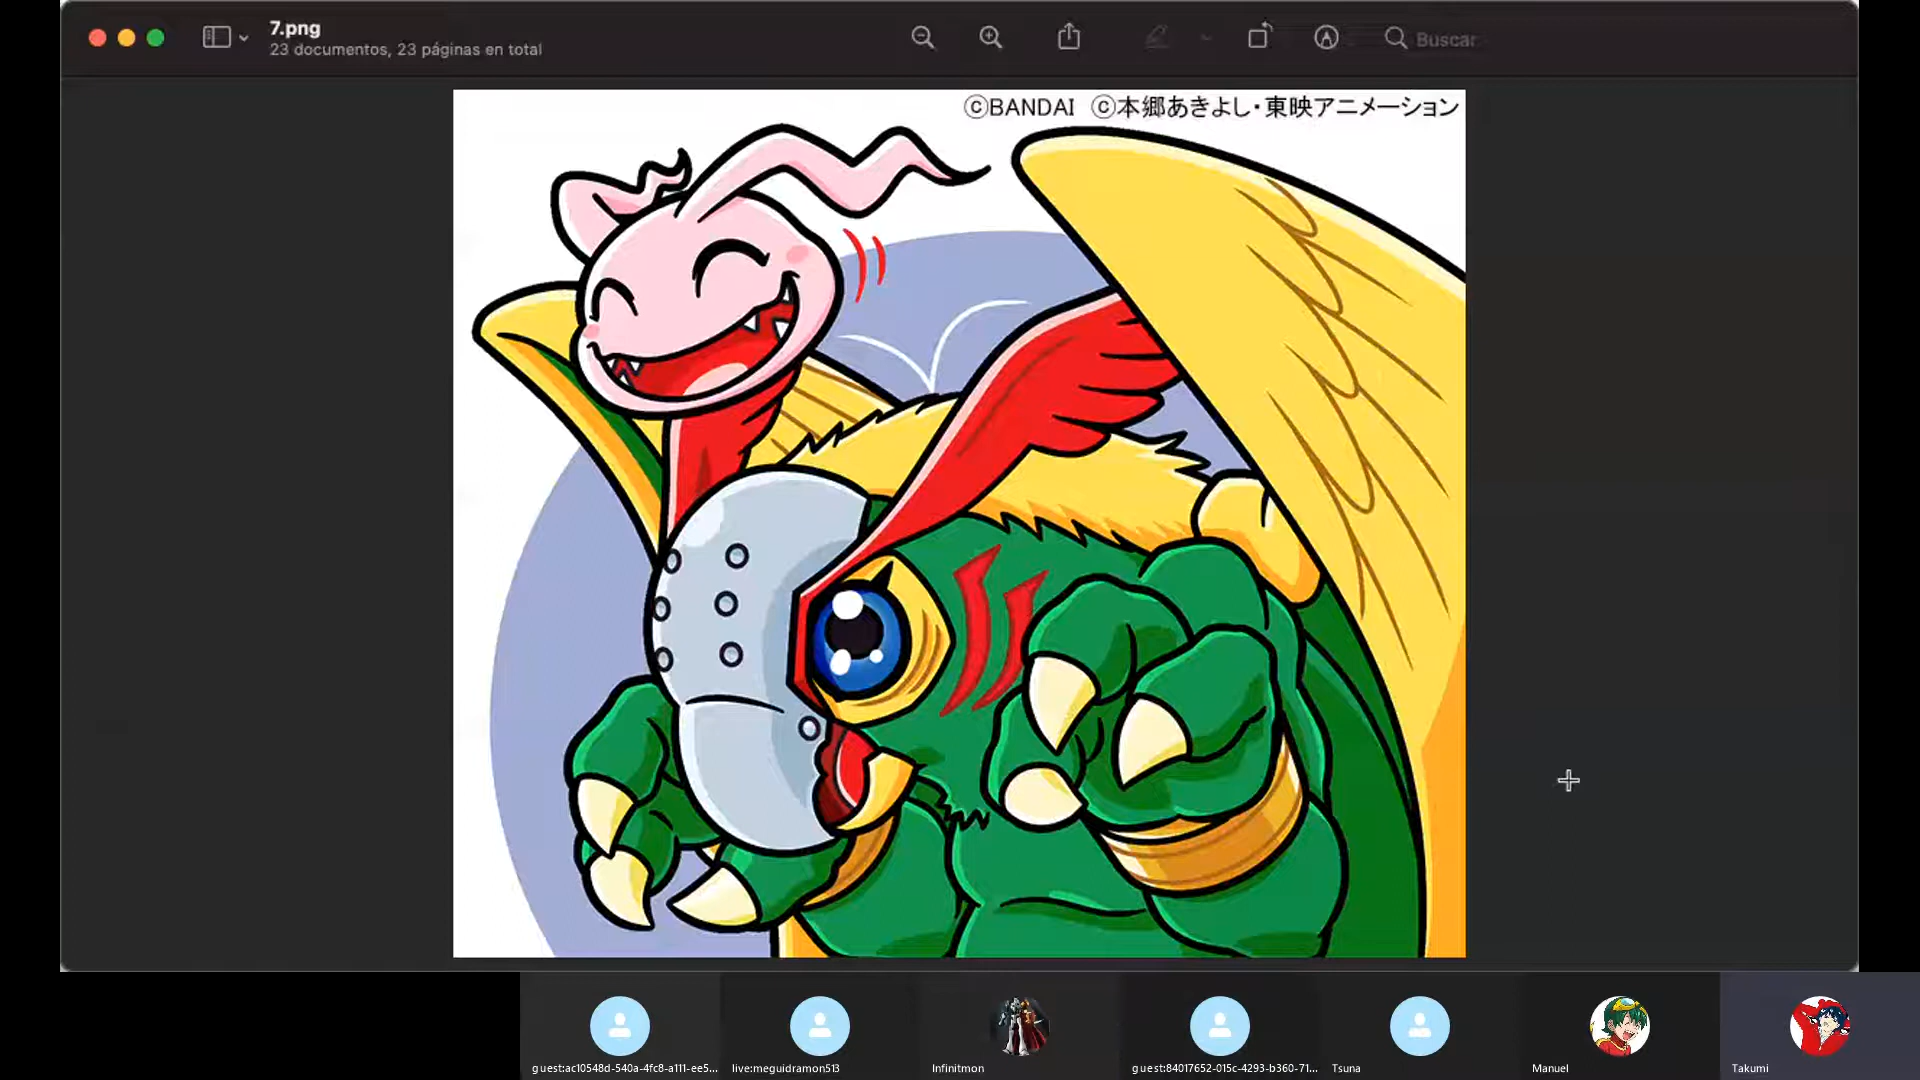 7.png
23 documentos, 23 páginas en total
Buscar
©BANDAI ©本郷あきよし・東映アニメーション
guest:ac10548d-540a-4fc8-a111-ee5...
live:meguidramon513
Infinitmon
guest:84017652-015c-4293-b360-71...
Tsuna
Manuel
Takumi